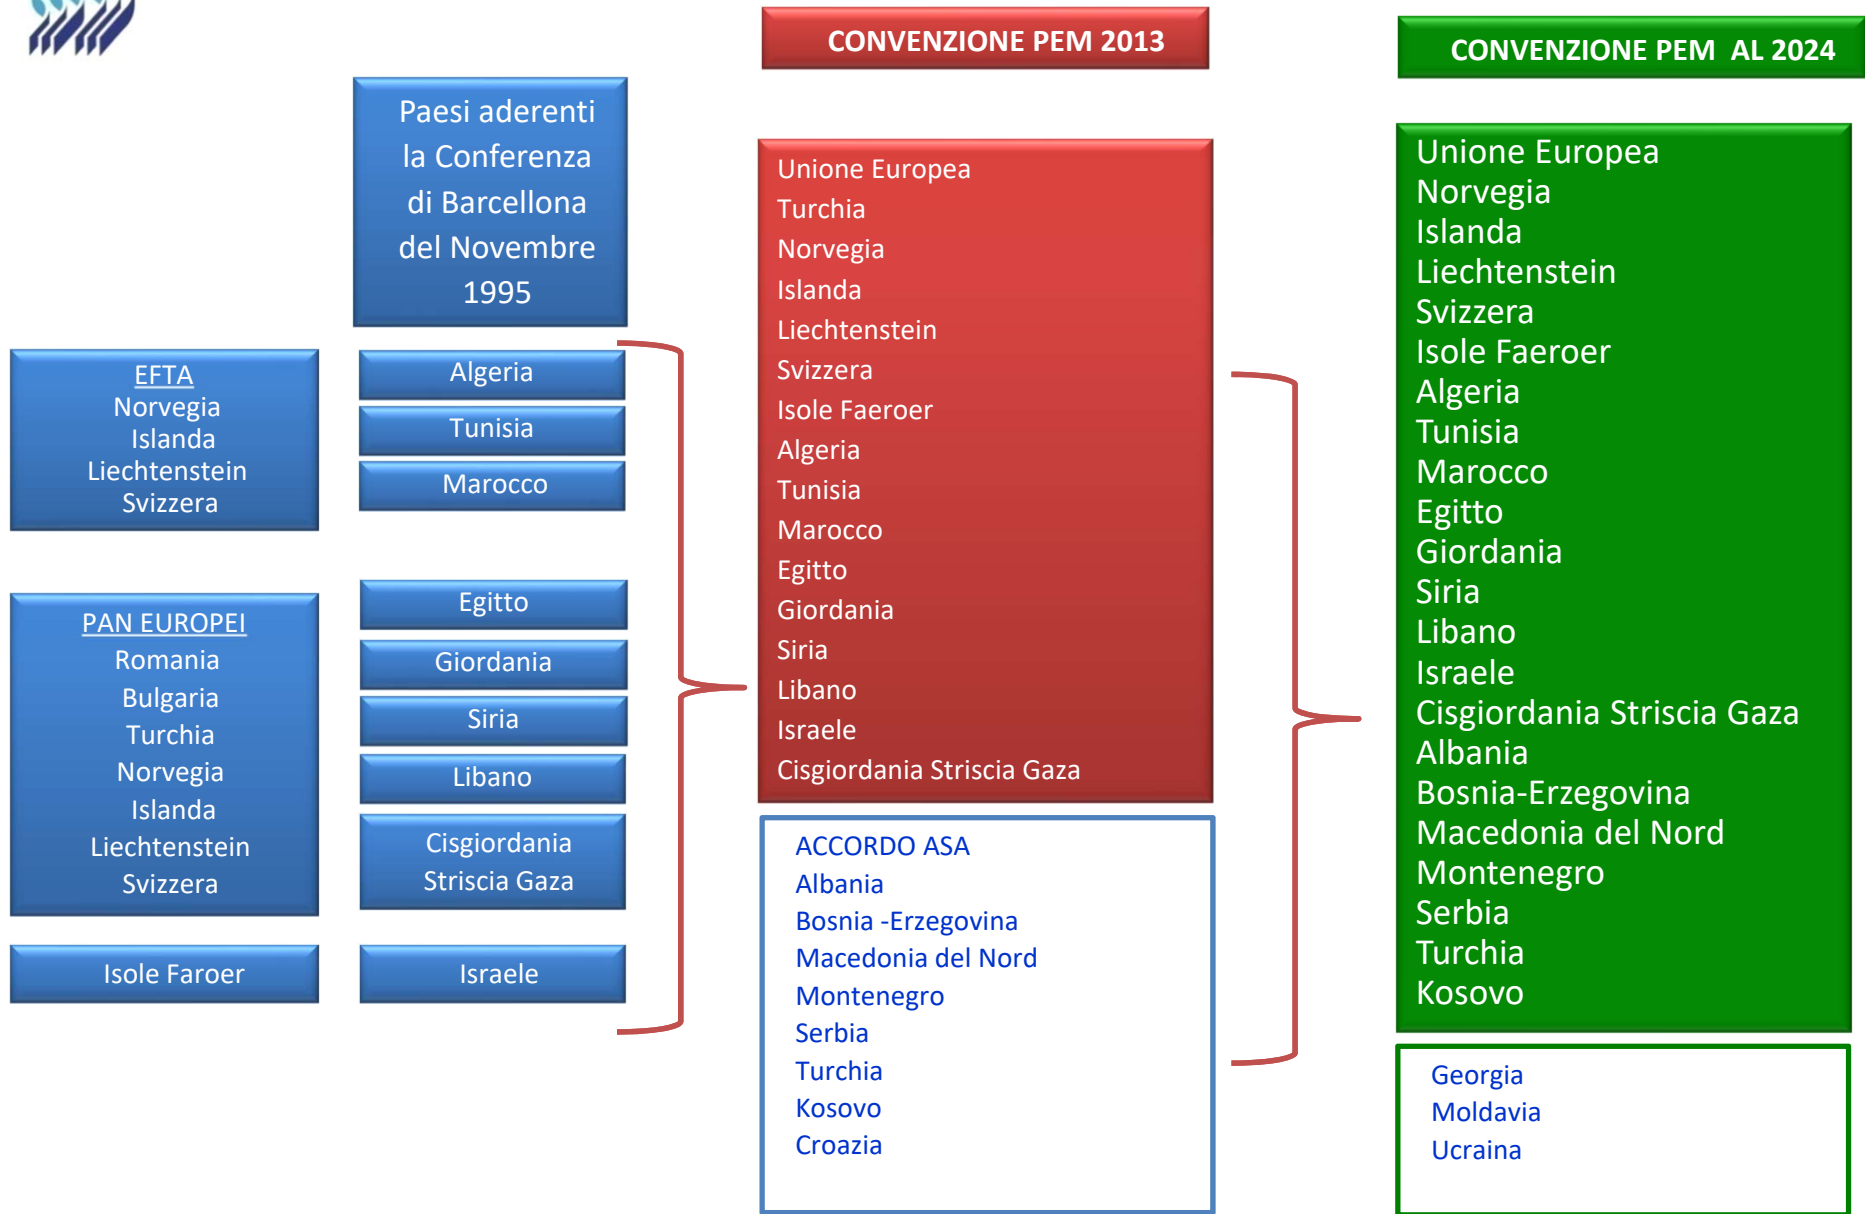 CONVENZIONE PEM 2013
CONVENZIONE PEM AL 2024
Paesi aderenti
la Conferenza
di Barcellona
del Novembre
1995
EFTA
Norvegia
Islanda
Liechtenstein
Svizzera
PAN EUROPEI
Romania
Bulgaria
Turchia
Norvegia
Islanda
Liechtenstein
Svizzera
Isole Faroer
Algeria
Tunisia
Marocco
Egitto
Giordania
Siria
Libano
Cisgiordania
Striscia Gaza
Israele
Unione Europea
Turchia
Norvegia
Islanda
Liechtenstein
Svizzera
Isole Faeroer
Algeria
Tunisia
Marocco
Egitto
Giordania
Siria
Libano
Israele
Cisgiordania Striscia Gaza
ACCORDO ASA
Albania
Bosnia -Erzegovina
Macedonia del Nord
Montenegro
Serbia
Turchia
Kosovo
Croazia
Unione Europea
Norvegia
Islanda
Liechtenstein
Svizzera
Isole Faeroer
Algeria
Tunisia
Marocco
Egitto
Giordania
Siria
Libano
Israele
Cisgiordania Striscia Gaza
Albania
Bosnia-Erzegovina
Macedonia del Nord
Montenegro
Serbia
Turchia
Kosovo
Georgia
Moldavia
Ucraina